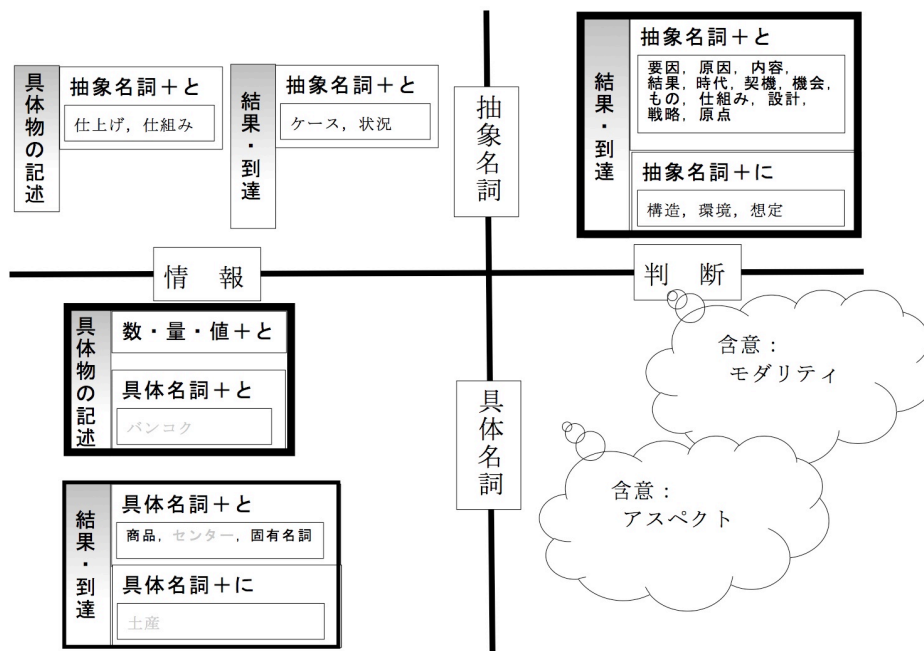 具体物の記述
抽象名詞＋と
仕上げ，仕組み
結果・到達
抽象名詞＋と
ケース，状況
抽象名詞
結果・到達
抽象名詞＋と
要因，原因，内容，
結果，時代，契機，機会，
もの，仕組み，設計，
戦略，原点
抽象名詞＋に
構造，環境，想定
情　報
判　断
具体物の記述
数・量・値＋と
具体名詞＋と
バンコク
具体名詞
含意：
モダリティ
含意：
アスペクト
結果・到達
具体名詞＋と
商品，センター，固有名詞
具体名詞＋に
土産